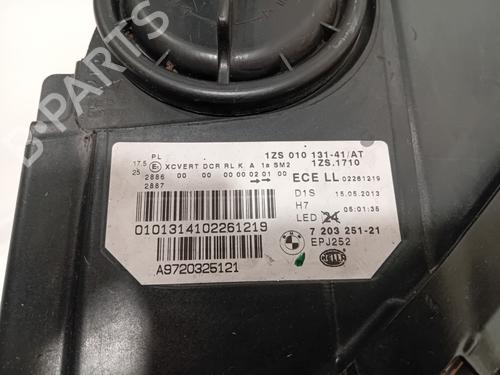 PL
1ZS 010 131-41/AT
17.5 E1 XCVERT DCR RL K A 1a SM2
1ZS.1710
25
2886 00 00 00 00 02 01 00
ECE LL 02261219
2887
D1S 15.05.2013
H7 05:01:35
LED 24
0101314102261219
7 203 251-21
EPJ252
A9720325121
HELLA
B-PARTS